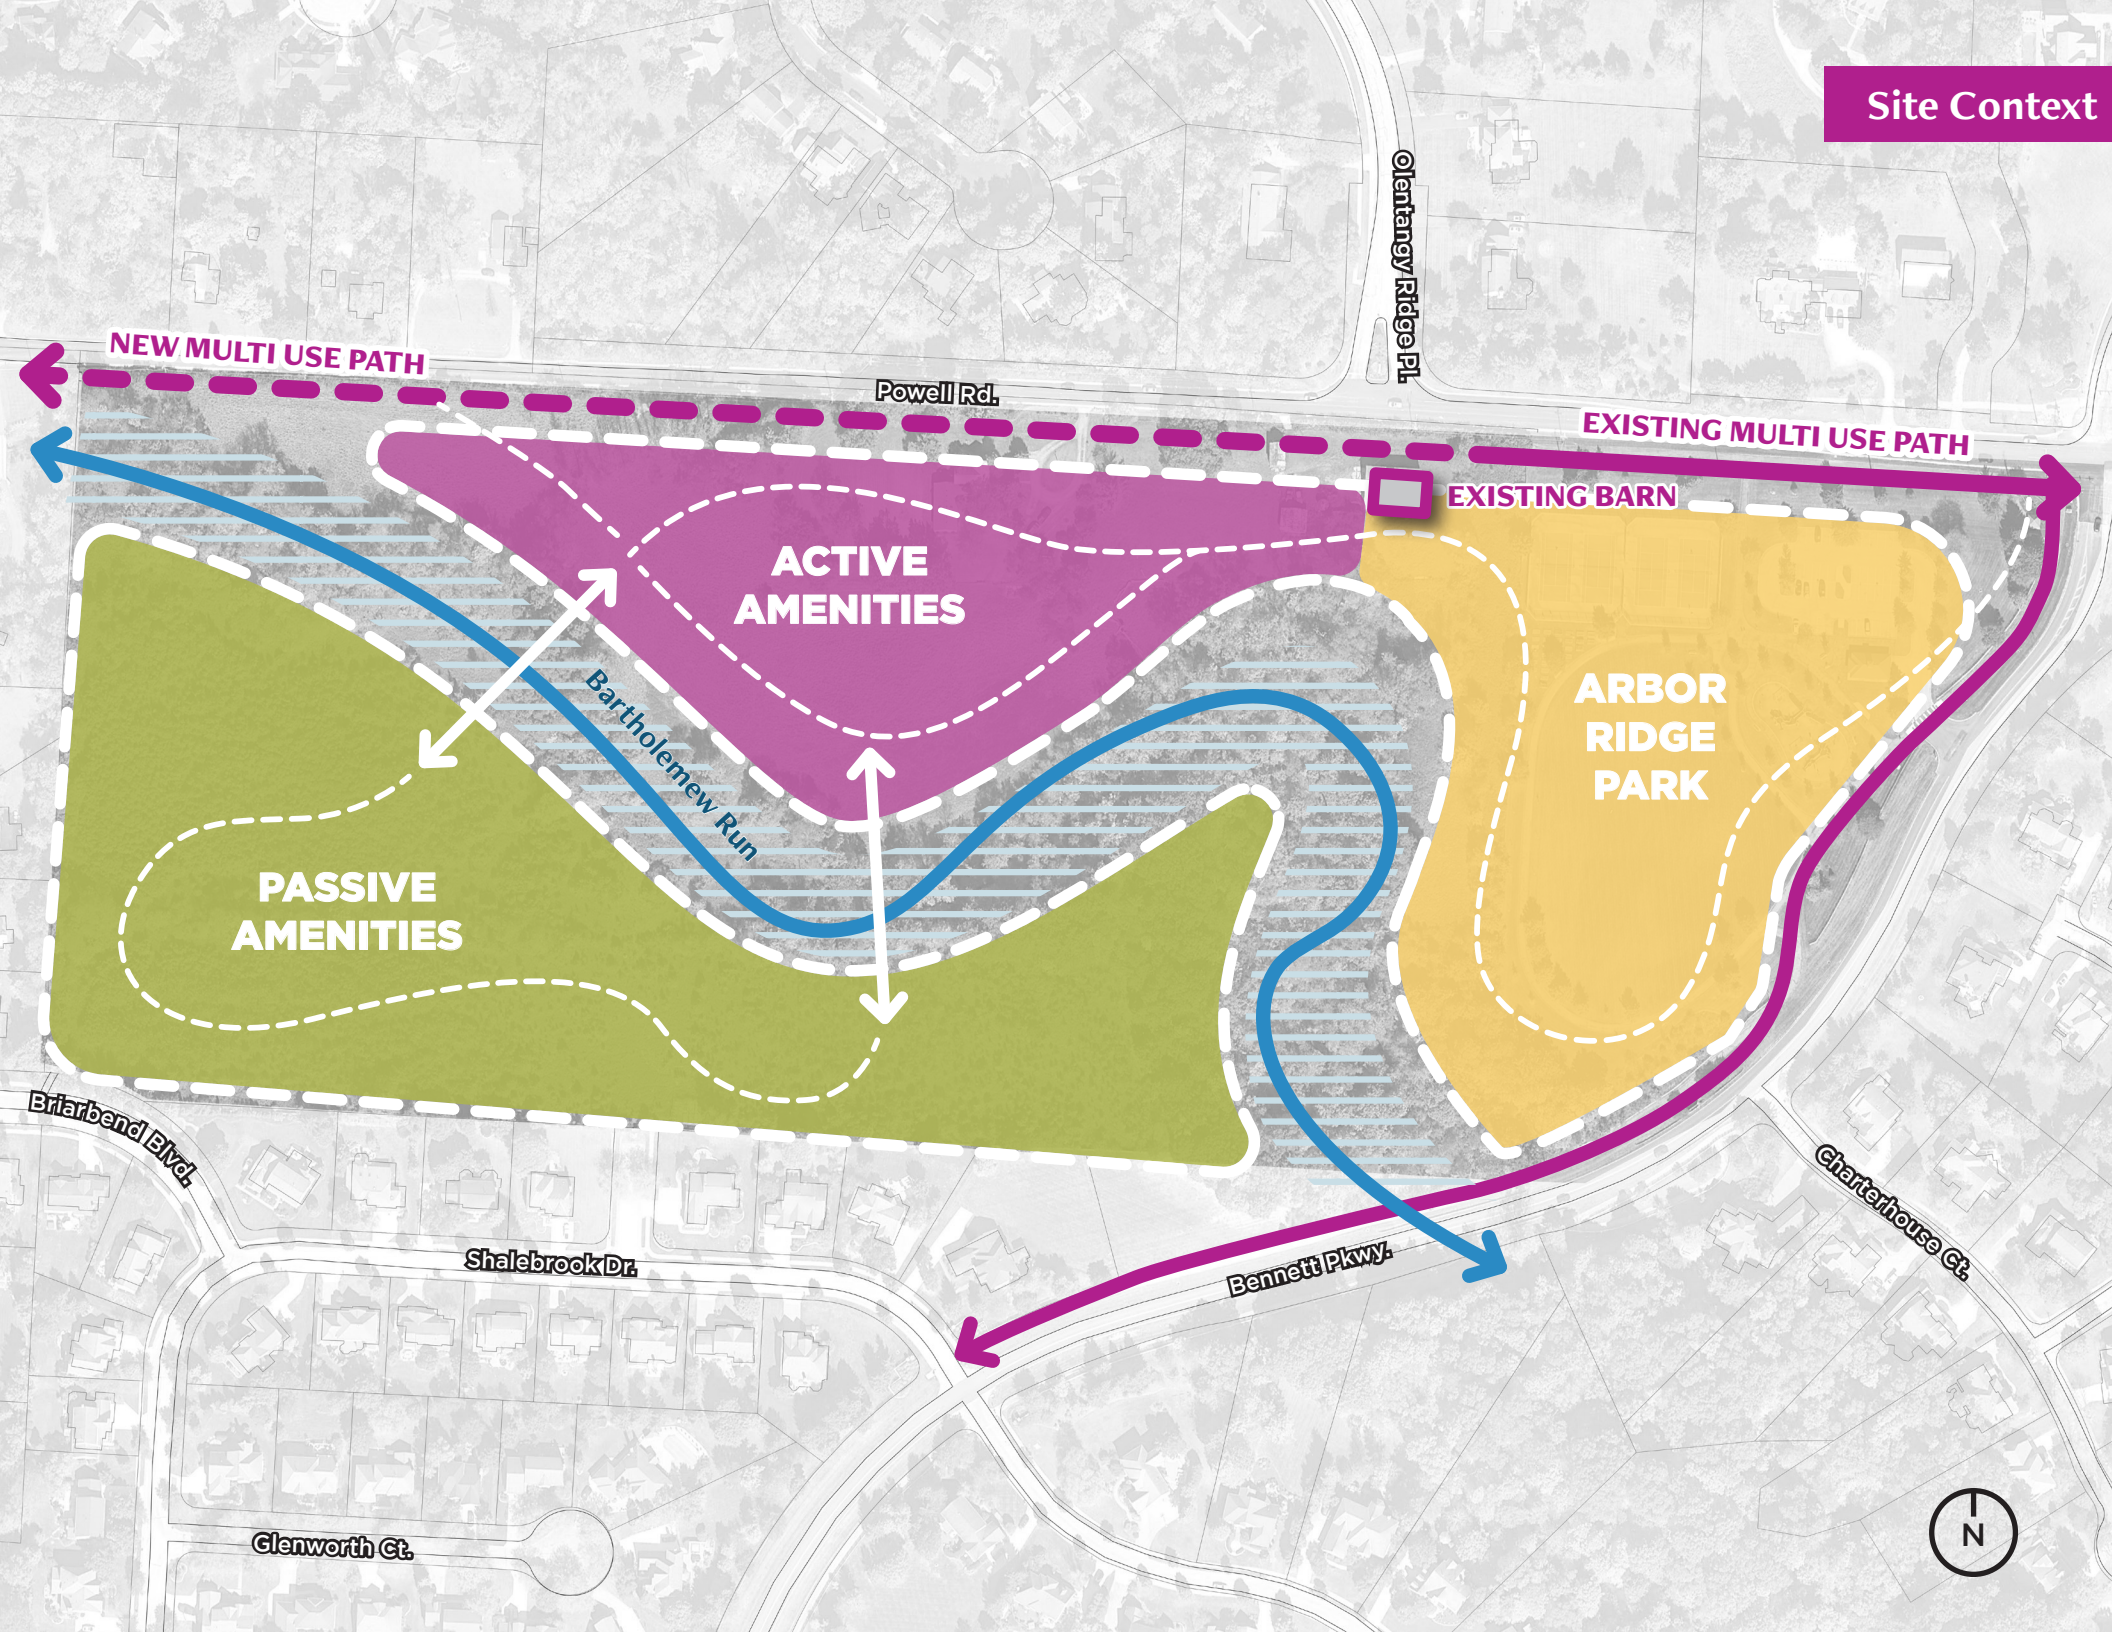 Site Context
Olentangy Ridge Pl.
NEW MULTI USE PATH
Powell Rd.
EXISTING MULTI USE PATH
EXISTING BARN
ACTIVE
AMENITIES
Bartholemew Run
ARBOR
RIDGE
PARK
PASSIVE
AMENITIES
Briarbend Blvd.
Shalebrook Dr.
Bennett Pkwy.
Charterhouse Ct.
Glenworth Ct.
N